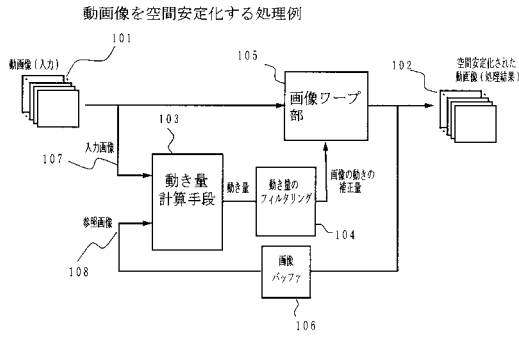 動画像を空間安定化する処理例
101
動画像(入力)
105
画像ワープ
部
102
空間安定化された
動画像(処理結果)
103
入力画像
107
動き量
計算手段
動き量
動き量の
フィルタリング
画像の動きの
補正量
104
参照画像
108
画像
バッファ
106